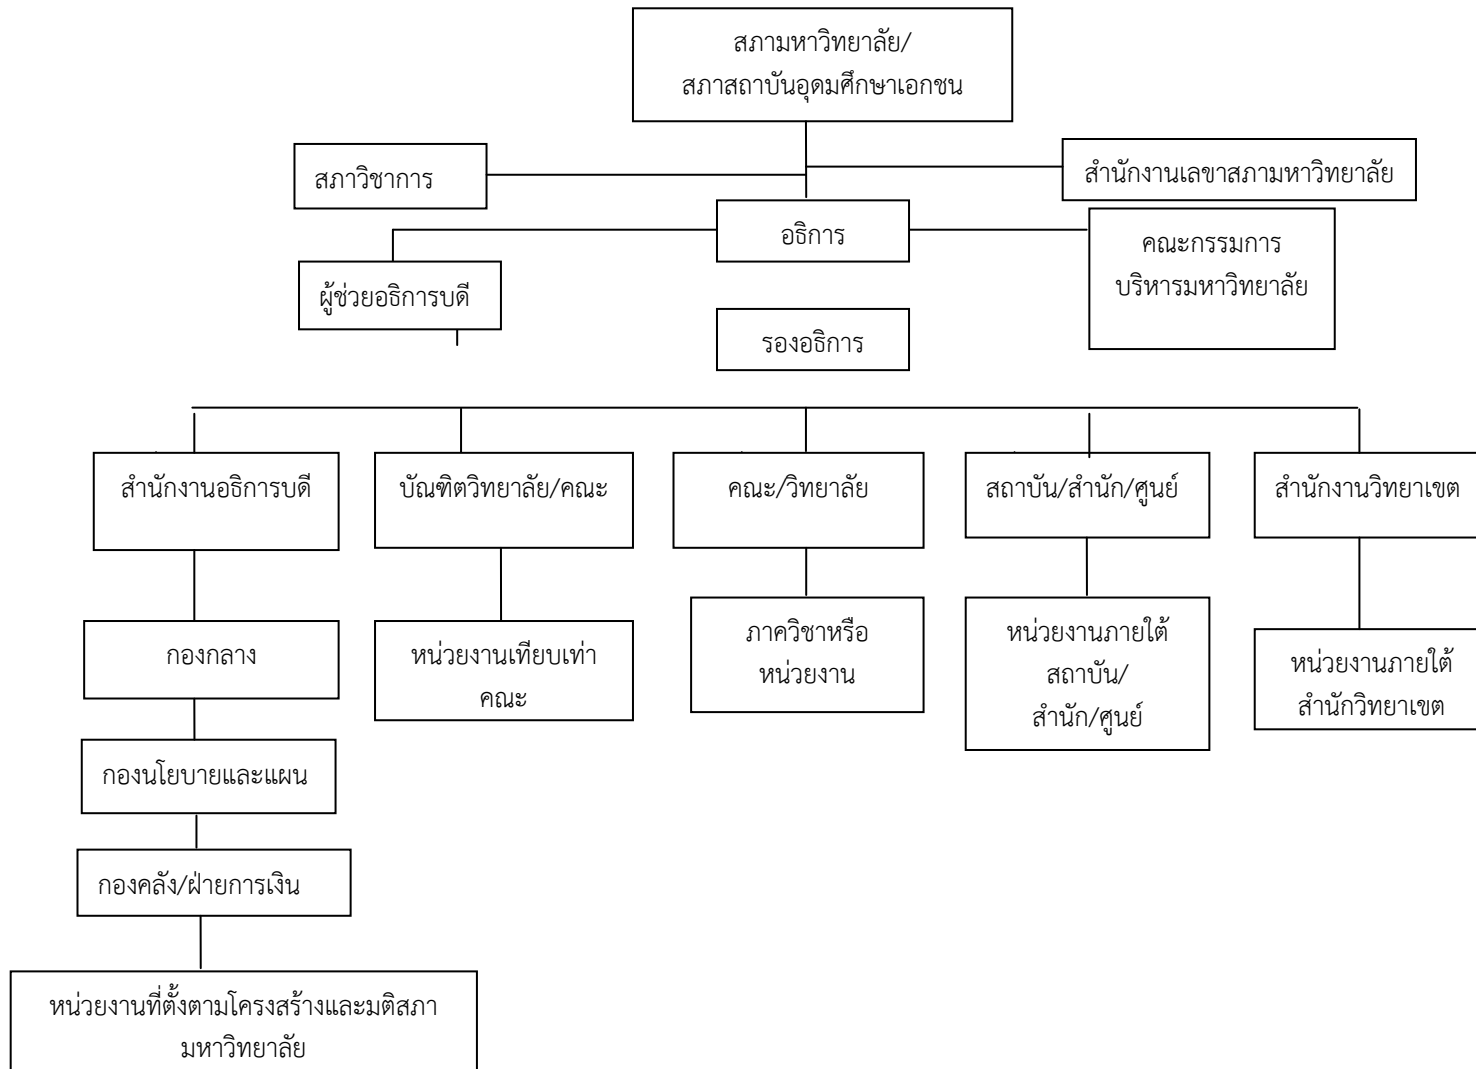 สภามหาวิทยาลัย/
สภาสถาบันอุดมศึกษาเอกชน
สภาวิชาการ
สำนักงานเลขาสภามหาวิทยาลัย
อธิการ
คณะกรรมการ
บริหารมหาวิทยาลัย
ผู้ช่วยอธิการบดี
รองอธิการ
สำนักงานอธิการบดี
บัณฑิตวิทยาลัย/คณะ
คณะ/วิทยาลัย
สถาบัน/สำนัก/ศูนย์
สำนักงานวิทยาเขต
กองกลาง
หน่วยงานเทียบเท่า
คณะ
ภาควิชาหรือ
หน่วยงาน
หน่วยงานภายใต้
สถาบัน/
สำนัก/ศูนย์
หน่วยงานภายใต้
สำนักวิทยาเขต
กองนโยบายและแผน
กองคลัง/ฝ่ายการเงิน
หน่วยงานที่ตั้งตามโครงสร้างและมติสภา
มหาวิทยาลัย